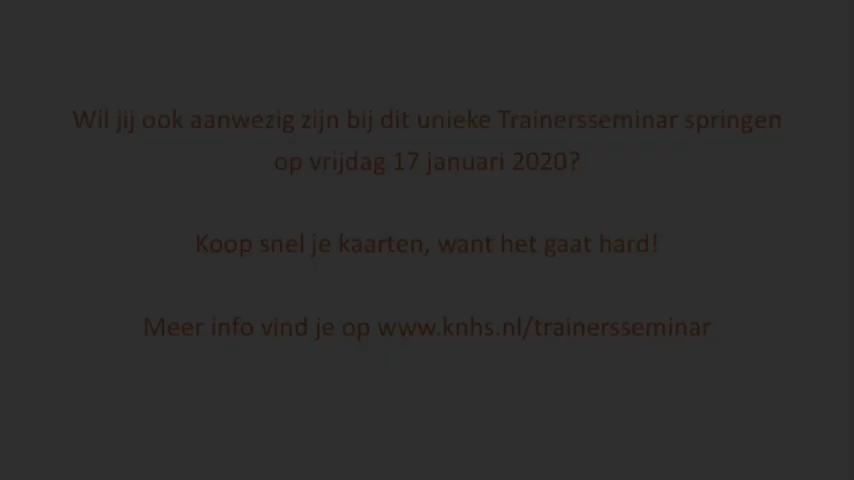 Wil jij ook aanwezig zijn bij dit unieke Trainersseminar springen
op vrijdag 17 januari 2020?
Koop snel je kaarten, want het gaat hard!
Meer info vind je op www.knhs.nl/trainersseminar